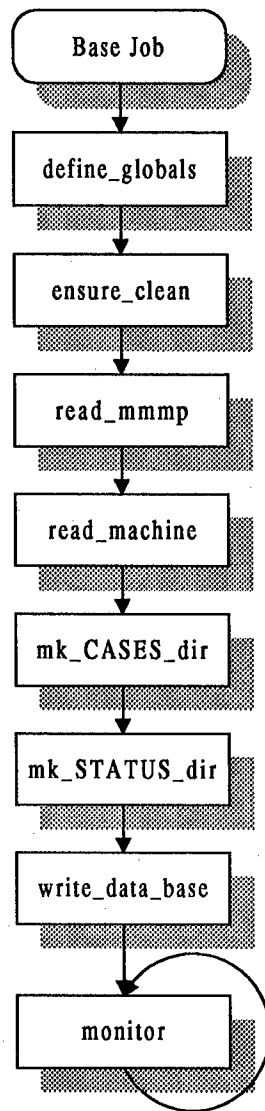 Base Job
define_globals
ensure_clean
read_mmmp
read_machine
mk_CASES_dir
mk_STATUS_dir
write_data_base
monitor